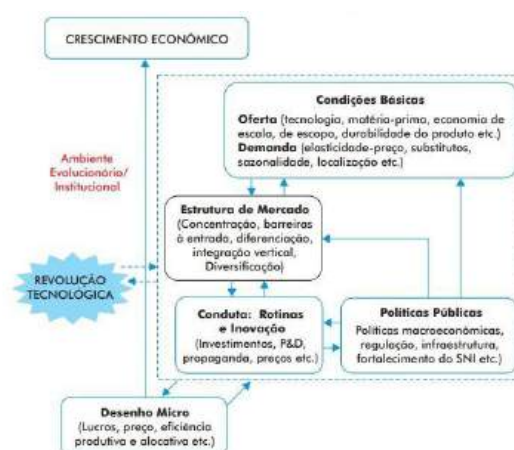 CRESCIMENTO ECONÔMICO
Condições Básicas
Oferta (tecnologia, matéria-prima, economia de
escala, de escopo, durabilidade do produto etc.)
Demanda (elasticidade-preço, substitutos,
sazonalidade, localização etc.)
Ambiente
Evolucionário/
Institucional
Estrutura de Mercado
(Concentração, barreiras
à entrada, diferenciação,
integração vertical,
Diversificação)
REVOLUÇÃO
TECNOLÓGICA
Conduta: Rotinas
e Inovação
(Investimentos, P&D,
propaganda, preços etc.)
Políticas Públicas
Políticas macroeconômicas,
regulação, infraestrutura,
fortalecimento do SNI etc.)
Desenho Micro
(Lucros, preço, eficiência
produtiva e alocativa etc.)